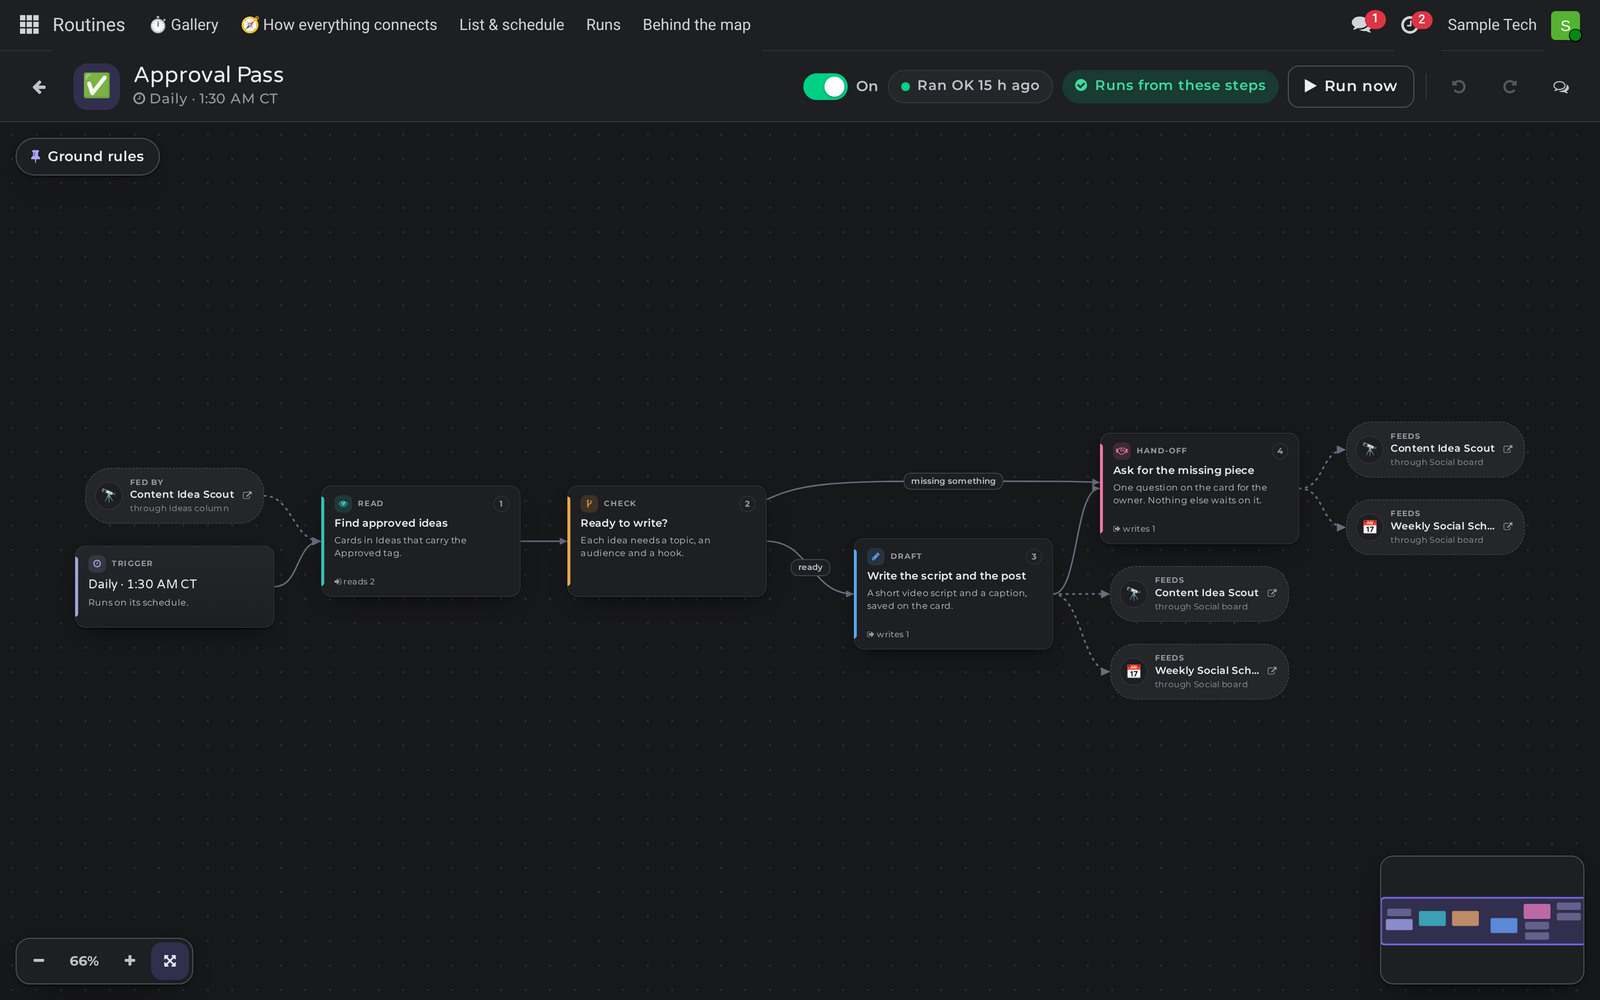 Routines
Gallery
How everything connects
List & schedule
Runs
Behind the map
1
2
Sample Tech
S
Approval Pass
Daily · 1:30 AM CT
On
Ran OK 15 h ago
Runs from these steps
Run now
Ground rules
FED BY
Content Idea Scout
through Ideas column
TRIGGER
Daily · 1:30 AM CT
Runs on its schedule.
READ
1
Find approved ideas
Cards in Ideas that carry the
Approved tag.
reads 2
CHECK
2
Ready to write?
Each idea needs a topic, an
audience and a hook.
missing something
ready
DRAFT
3
Write the script and the post
A short video script and a caption,
saved on the card.
writes 1
HAND-OFF
4
Ask for the missing piece
One question on the card for the
owner. Nothing else waits on it.
writes 1
FEEDS
Content Idea Scout
through Social board
FEEDS
Weekly Social Sch...
through Social board
FEEDS
Content Idea Scout
through Social board
FEEDS
Weekly Social Sch...
through Social board
66%